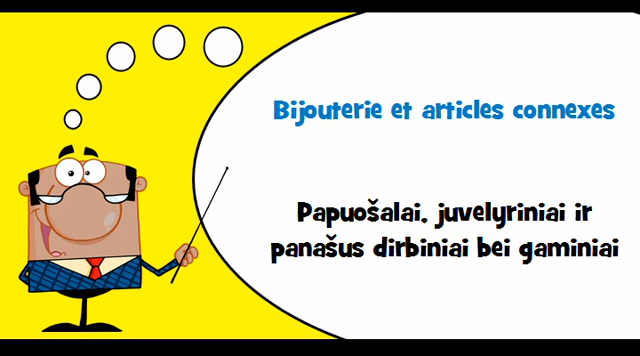 Bijouterie et articles connexes
Papuošalai, juvelyriniai ir
panašus dirbiniai bei gaminiai